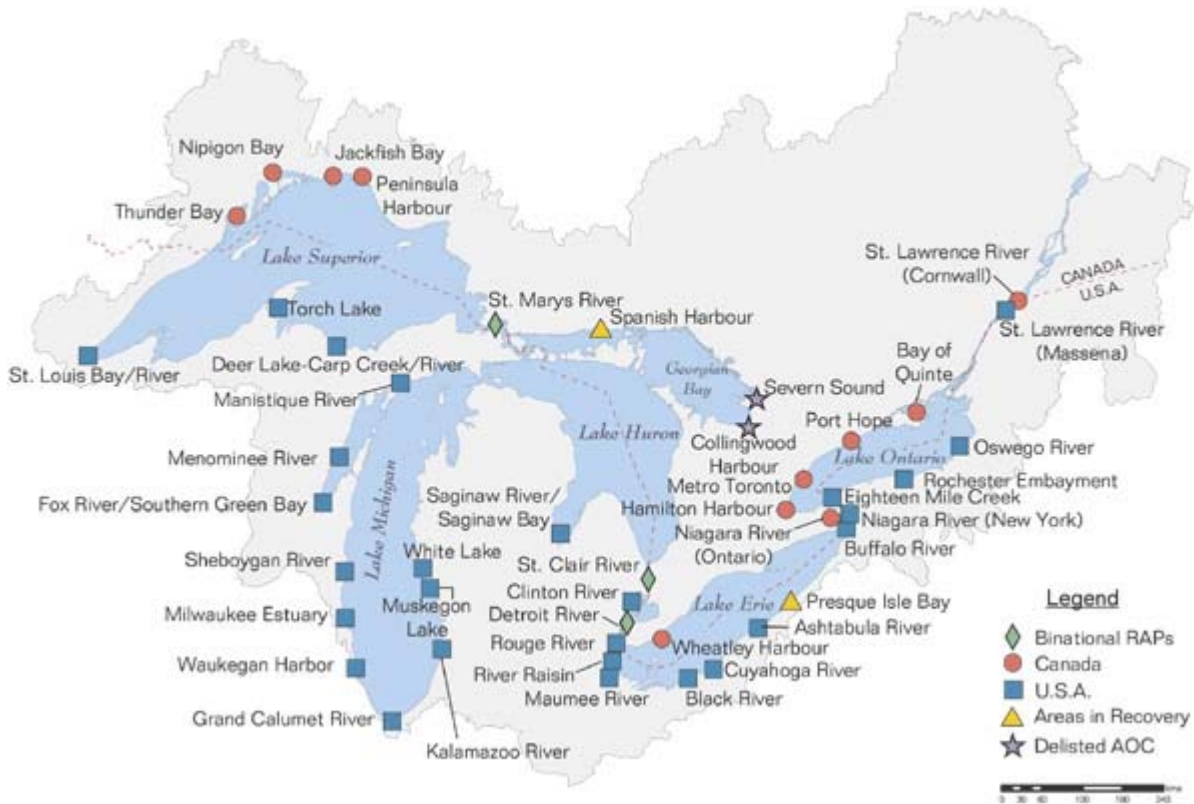 Nipigon Bay
Jackfish Bay
Peninsula
Harbour
Thunder Bay
Lake Superior
St. Lawrence River
(Cornwall)
CANADA
U.S.A.
St. Marys River
Spanish Harbour
Torch Lake
St. Lawrence River
(Massena)
St. Louis Bay/River
Deer Lake-Carp Creek/River
Manistique River
Georgian
Bay
Severn Sound
Bay of
Quinte
Port Hope
Collingwood
Harbour
Lake Huron
Lake Ontario
Oswego River
Menominee River
Metro Toronto
Rochester Embayment
Fox River/Southern Green Bay
Lake Michigan
Saginaw River/
Saginaw Bay
Hamilton Harbour
Eighteen Mile Creek
Niagara River (New York)
Niagara River
(Ontario)
Buffalo River
Sheboygan River
White Lake
St. Clair River
Clinton River
Lake Erie
Presque Isle Bay
Muskegon
Lake
Milwaukee Estuary
Detroit River
Ashtabula River
Rouge River
Wheatley Harbour
Waukegan Harbor
River Raisin
Cuyahoga River
Maumee River
Black River
Grand Calumet River
Kalamazoo River
Legend
Binational RAPs
Canada
U.S.A.
Areas in Recovery
Delisted AOC